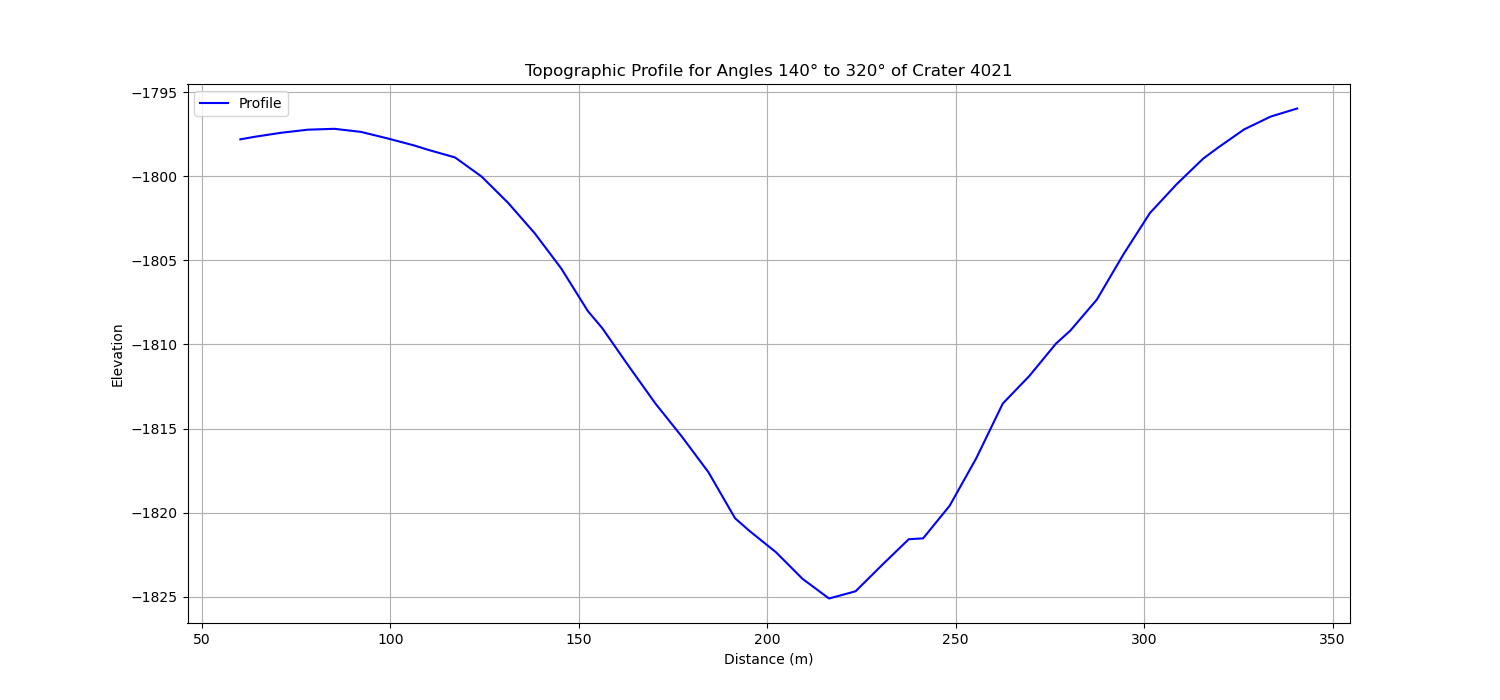 Topographic Profile for Angles 140° to 320° of Crater 4021
Profile
Elevation
−1795
−1800
−1805
−1810
−1815
−1820
−1825
50 100 150 200 250 300 350
Distance (m)